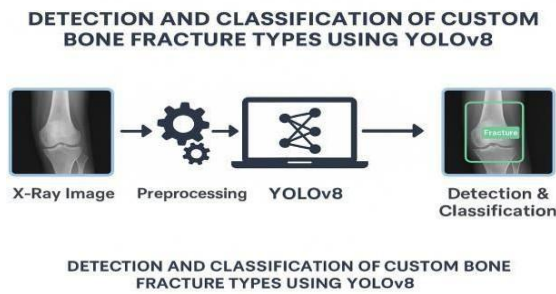 DETECTION AND CLASSIFICATION OF CUSTOM
BONE FRACTURE TYPES USING YOLOv8
Fracture
X-Ray Image
Preprocessing
YOLOv8
Detection &
Classification
DETECTION AND CLASSIFICATION OF CUSTOM BONE
FRACTURE TYPES USING YOLOv8